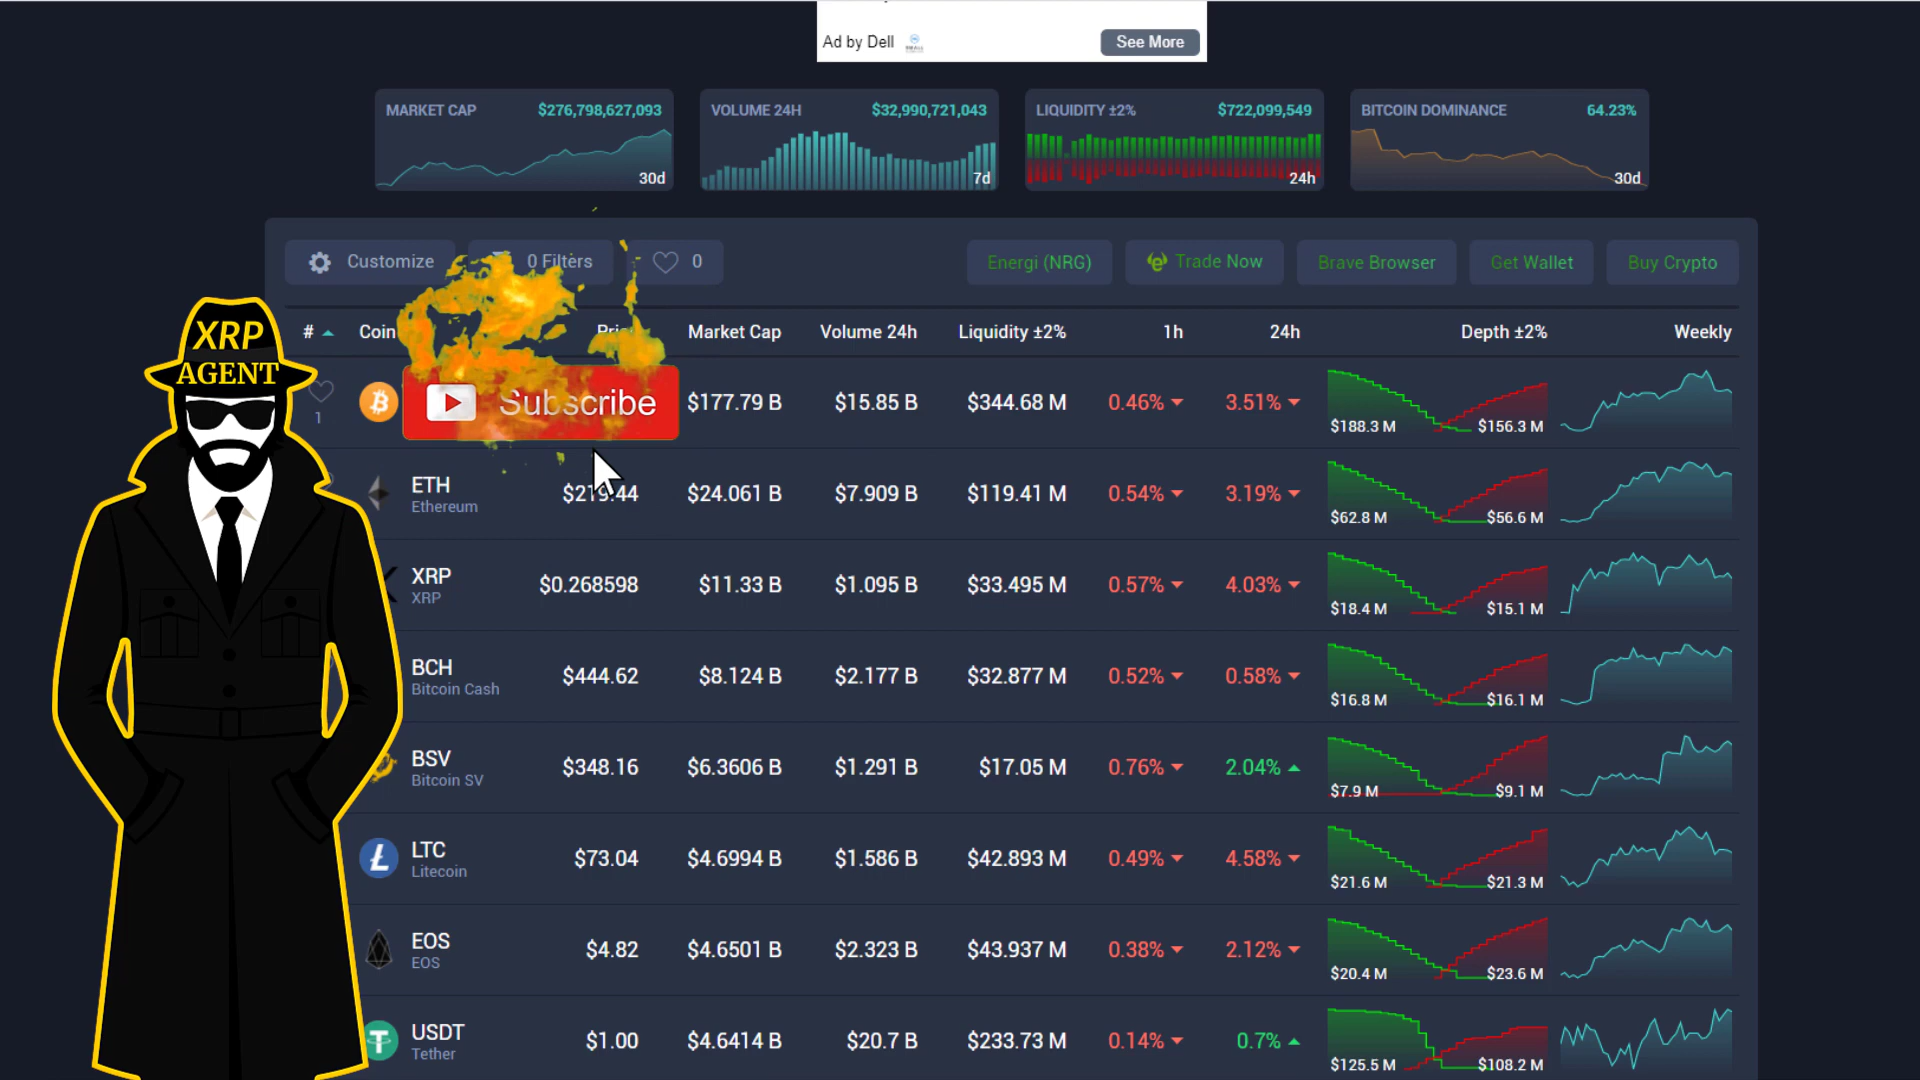 Ad by Dell
See More
MARKET CAP $276,798,627,093
30d
VOLUME 24H $32,990,721,043
7d
LIQUIDITY ±2% $722,099,549
24h
BITCOIN DOMINANCE 64.23%
30d
Customize
0 Filters
0
Energi (NRG)
Trade Now
Brave Browser
Get Wallet
Buy Crypto
XRP
AGENT
# Coin Market Cap Volume 24h Liquidity ±2% 1h 24h Depth ±2% Weekly
1
Subscribe
$177.79 B $15.85 B $344.68 M 0.46% 3.51% $188.3 M $156.3 M
ETH
Ethereum
$24.061 B $7.909 B $119.41 M 0.54% 3.19% $62.8 M $56.6 M
XRP
XRP
$0.268598 $11.33 B $1.095 B $33.495 M 0.57% 4.03% $18.4 M $15.1 M
BCH
Bitcoin Cash
$444.62 $8.124 B $2.177 B $32.877 M 0.52% 0.58% $16.8 M $16.1 M
BSV
Bitcoin SV
$348.16 $6.3606 B $1.291 B $17.05 M 0.76% 2.04% $7.9 M $9.1 M
LTC
Litecoin
$73.04 $4.6994 B $1.586 B $42.893 M 0.49% 4.58% $21.6 M $21.3 M
EOS
EOS
$4.82 $4.6501 B $2.323 B $43.937 M 0.38% 2.12% $20.4 M $23.6 M
USDT
Tether
$1.00 $4.6414 B $20.7 B $233.73 M 0.14% 0.7% $125.5 M $108.2 M